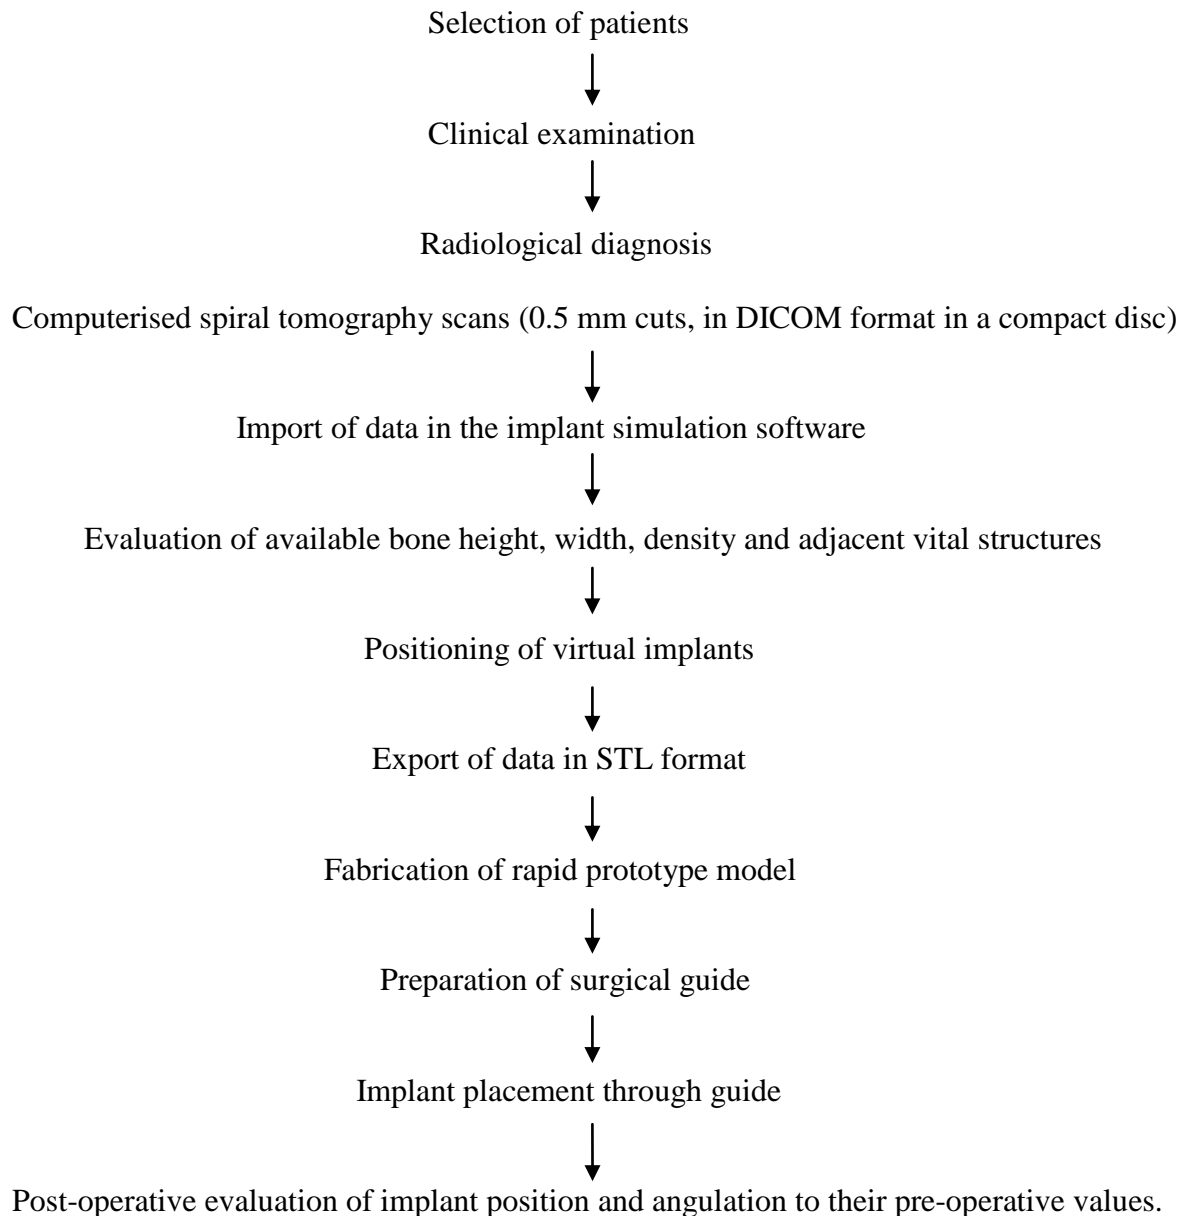 Selection of patients
Clinical examination
Radiological diagnosis
Computerised spiral tomography scans (0.5 mm cuts, in DICOM format in a compact disc)
Import of data in the implant simulation software
Evaluation of available bone height, width, density and adjacent vital structures
Positioning of virtual implants
Export of data in STL format
Fabrication of rapid prototype model
Preparation of surgical guide
Implant placement through guide
Post-operative evaluation of implant position and angulation to their pre-operative values.